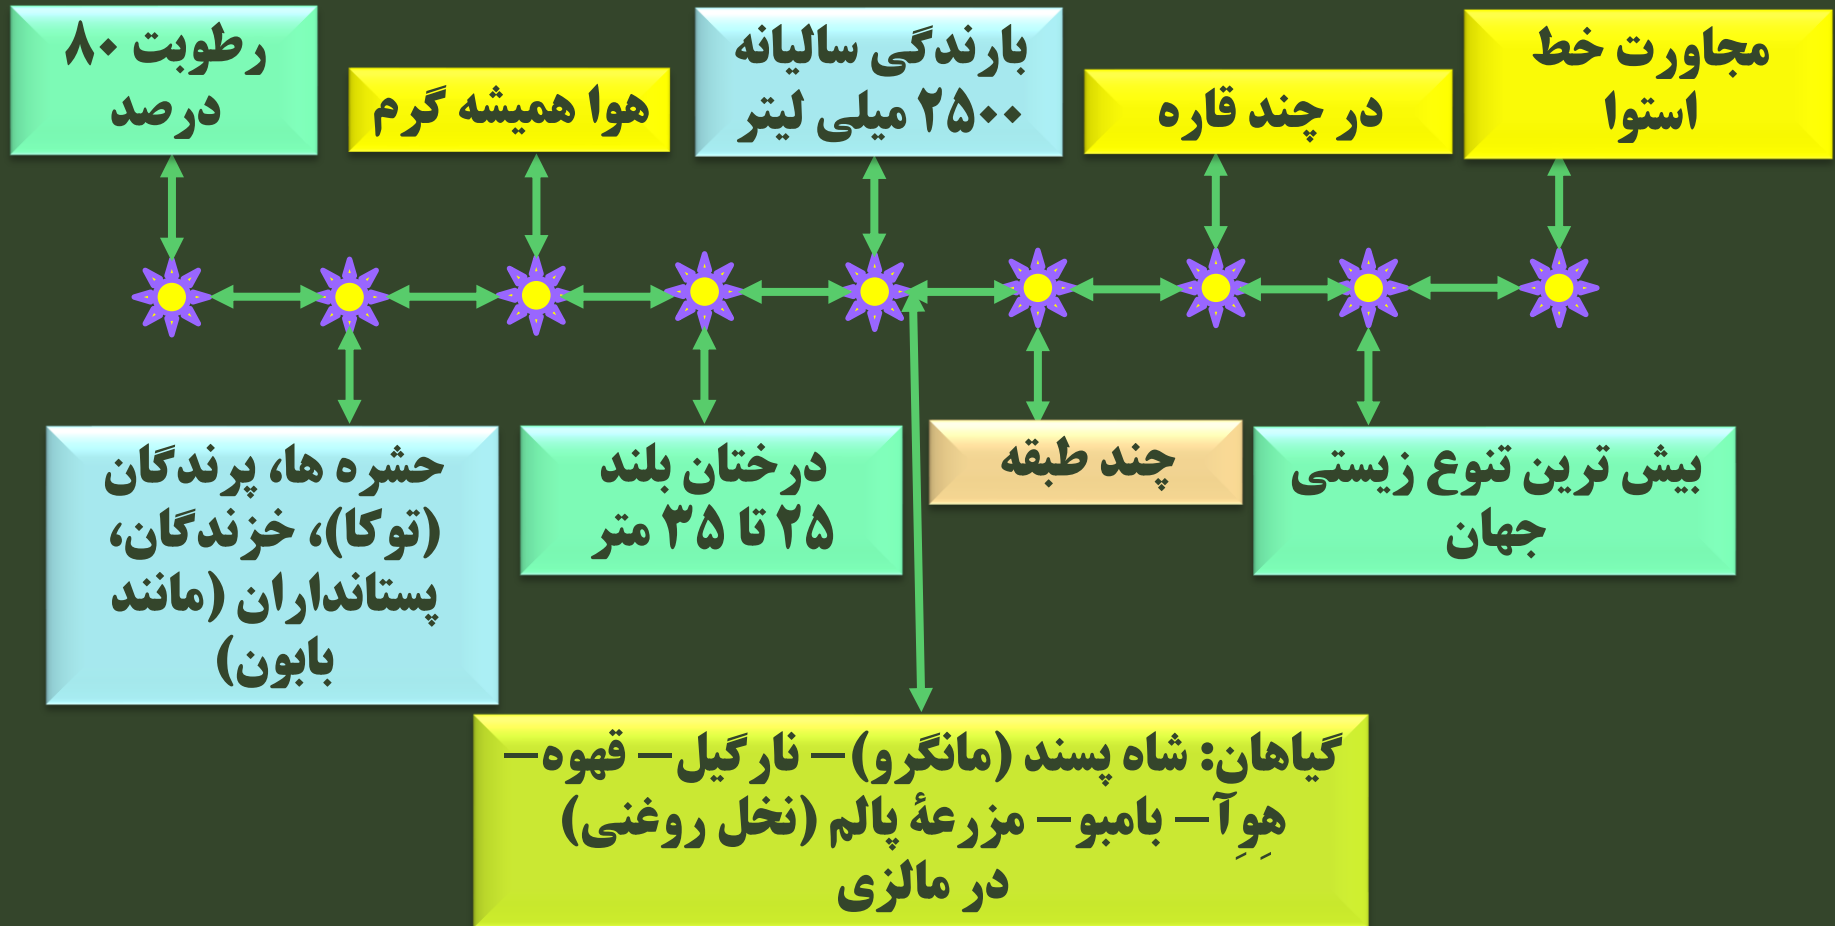 مجاورت خط
استوا
در چند قاره
بارندگی سالیانه
۲۵۰۰ میلی لیتر
هوا همیشه گرم
رطوبت ۸۰
درصد
بیش ترین تنوع زیستی
جهان
چند طبقه
درختان بلند
۲۵ تا ۳۵ متر
حشره ها، پرندگان
(توکا)، خزندگان،
پستانداران (مانند
بابون)
گیاهان: شاه پسند (مانگرو)– نارگیل– قهوه–
هِوِآ– بامبو– مزرعهٔ پالم (نخل روغنی)
در مالزی